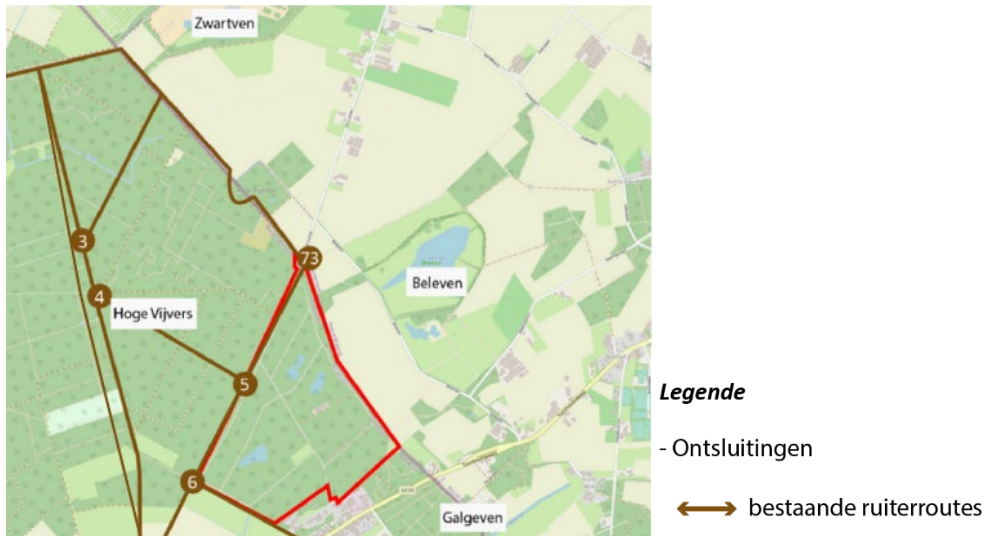 Zwartven
73
3
Beleven
4
Hoge Vijvers
5
Legende
- Ontsluitingen
6
bestaande ruiterroutes
Galgeven